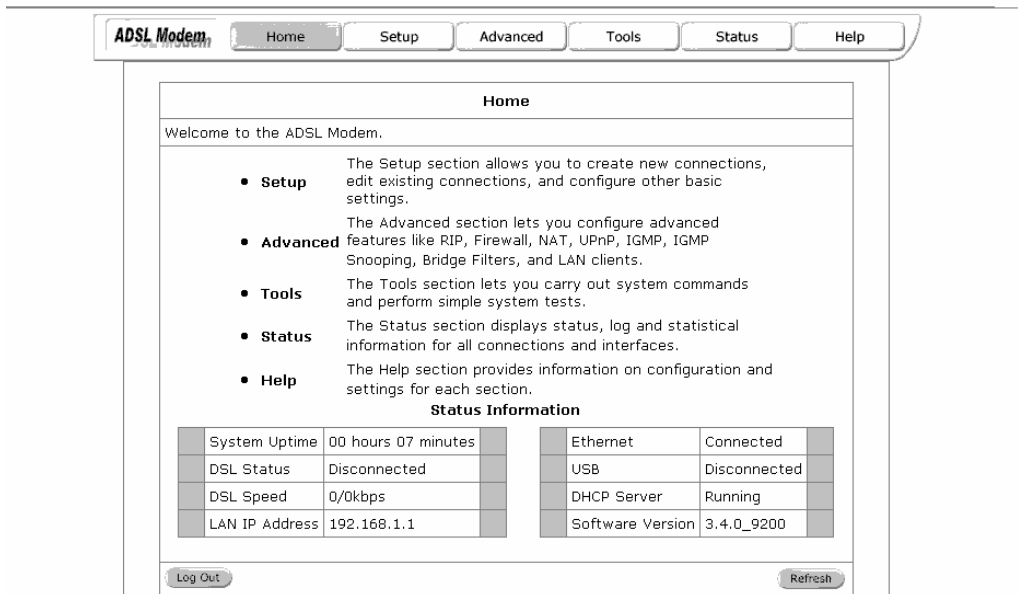 ADSL Modem Home Setup Advanced Tools Status Help
Home
Welcome to the ADSL Modem.
• Setup
The Setup section allows you to create new connections,
edit existing connections, and configure other basic
settings.
• Advanced
The Advanced section lets you configure advanced
features like RIP, Firewall, NAT, UPnP, IGMP, IGMP
Snooping, Bridge Filters, and LAN clients.
• Tools
The Tools section lets you carry out system commands
and perform simple system tests.
• Status
The Status section displays status, log and statistical
information for all connections and interfaces.
• Help
The Help section provides information on configuration and
settings for each section.
Status Information
System Uptime 00 hours 07 minutes
DSL Status Disconnected
DSL Speed 0/0kbps
LAN IP Address 192.168.1.1
Ethernet Connected
USB Disconnected
DHCP Server Running
Software Version 3.4.0_9200
Log Out Refresh